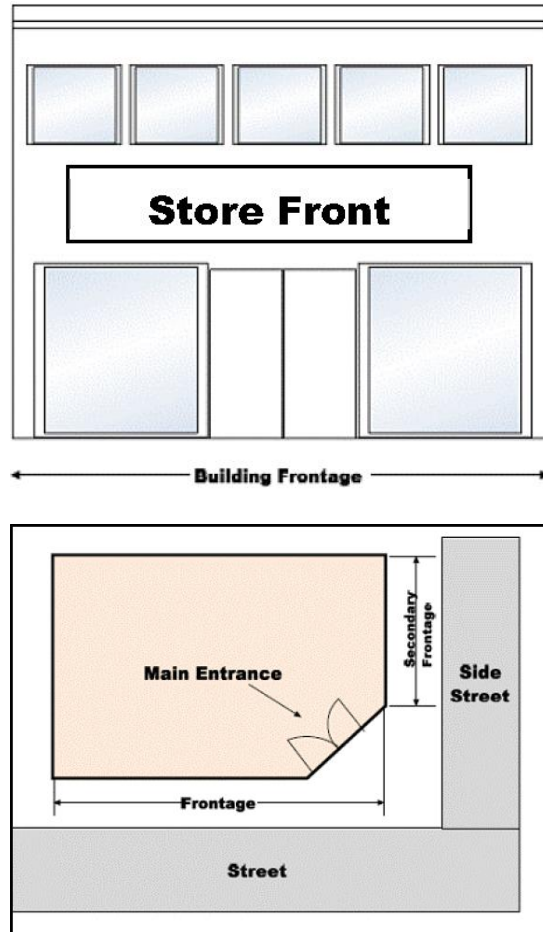 Store Front
Building Frontage
Secondary
Frontage
Main Entrance
Side
Street
Frontage
Street